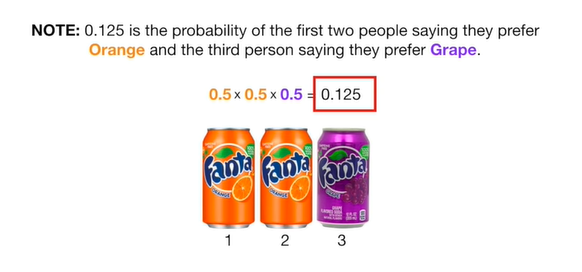 NOTE: 0.125 is the probability of the first two people saying they prefer
Orange and the third person saying they prefer Grape.
0.5 x 0.5 x 0.5 = 0.125
Fanta Fanta Fanta
ORANGE ORANGE GRAPE
1 2 3